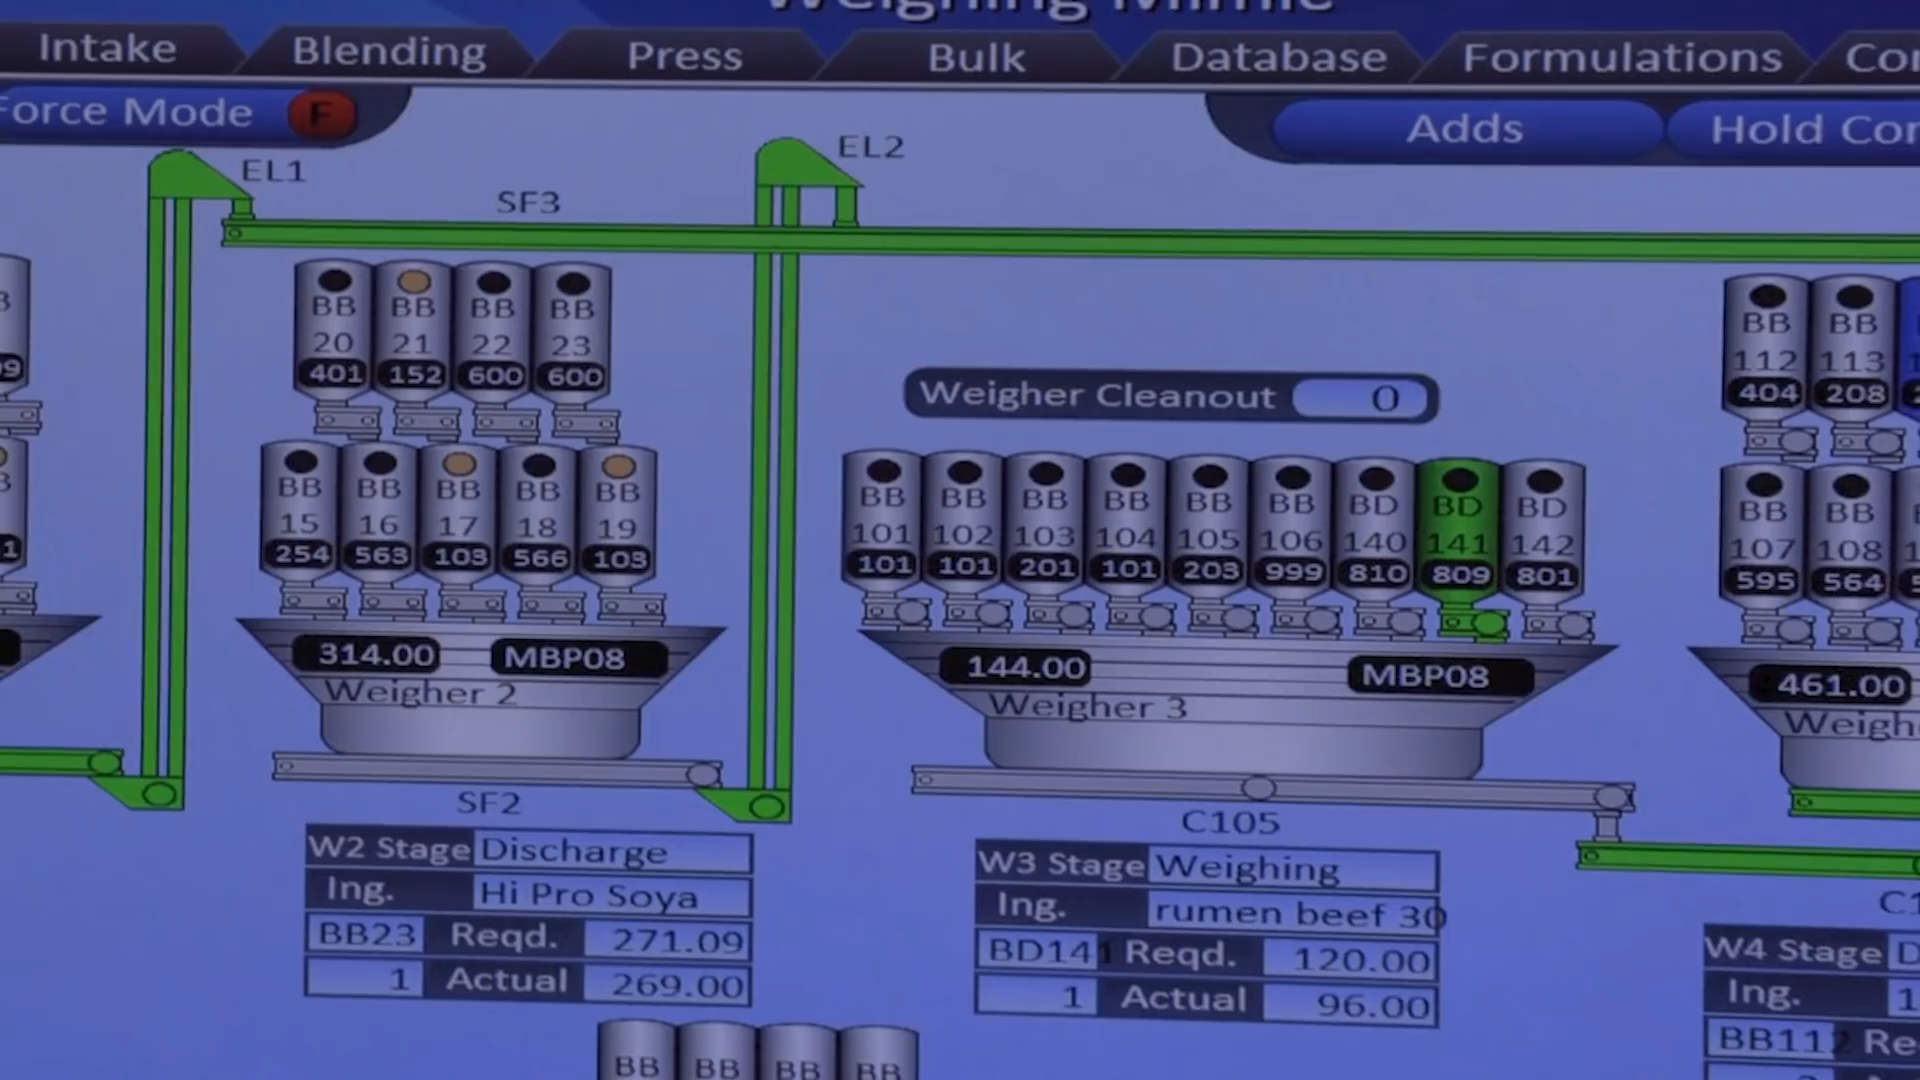 Weighing Mimic
Intake Blending Press Bulk Database Formulations
Force Mode F
Adds Hold
EL1
EL2
SF3
BB 20 401
BB 21 152
BB 22 600
BB 23 600
BB 15 254
BB 16 563
BB 17 103
BB 18 566
BB 19 103
314.00 MBP08
Weigher 2
SF2
W2 Stage Discharge
Ing. Hi Pro Soya
BB23 Reqd. 271.09
1 Actual 269.00
Weigher Cleanout 0
BB 101 101
BB 102 101
BB 103 201
BB 104 101
BB 105 203
BB 106 999
BD 140 810
BD 141 809
BD 142 801
144.00 MBP08
Weigher 3
C105
W3 Stage Weighing
Ing. rumen beef 30
BD141 Reqd. 120.00
1 Actual 96.00
BB 112 404
BB 113 208
BB 107 595
BB 108 564
461.00
W4 Stage
Ing.
BB112
BB BB BB BB